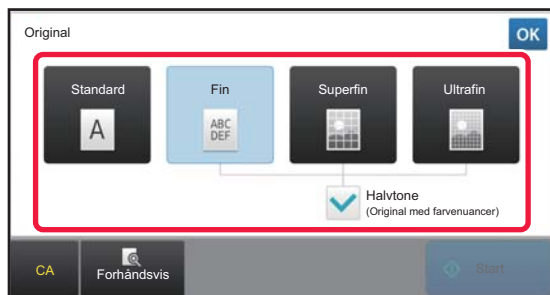 Original
OK
Standard
Fin
Superfin
Ultrafin
A
ABC
DEF
Halvtone
(Original med farvenuancer)
CA
Forhåndsvis
Start